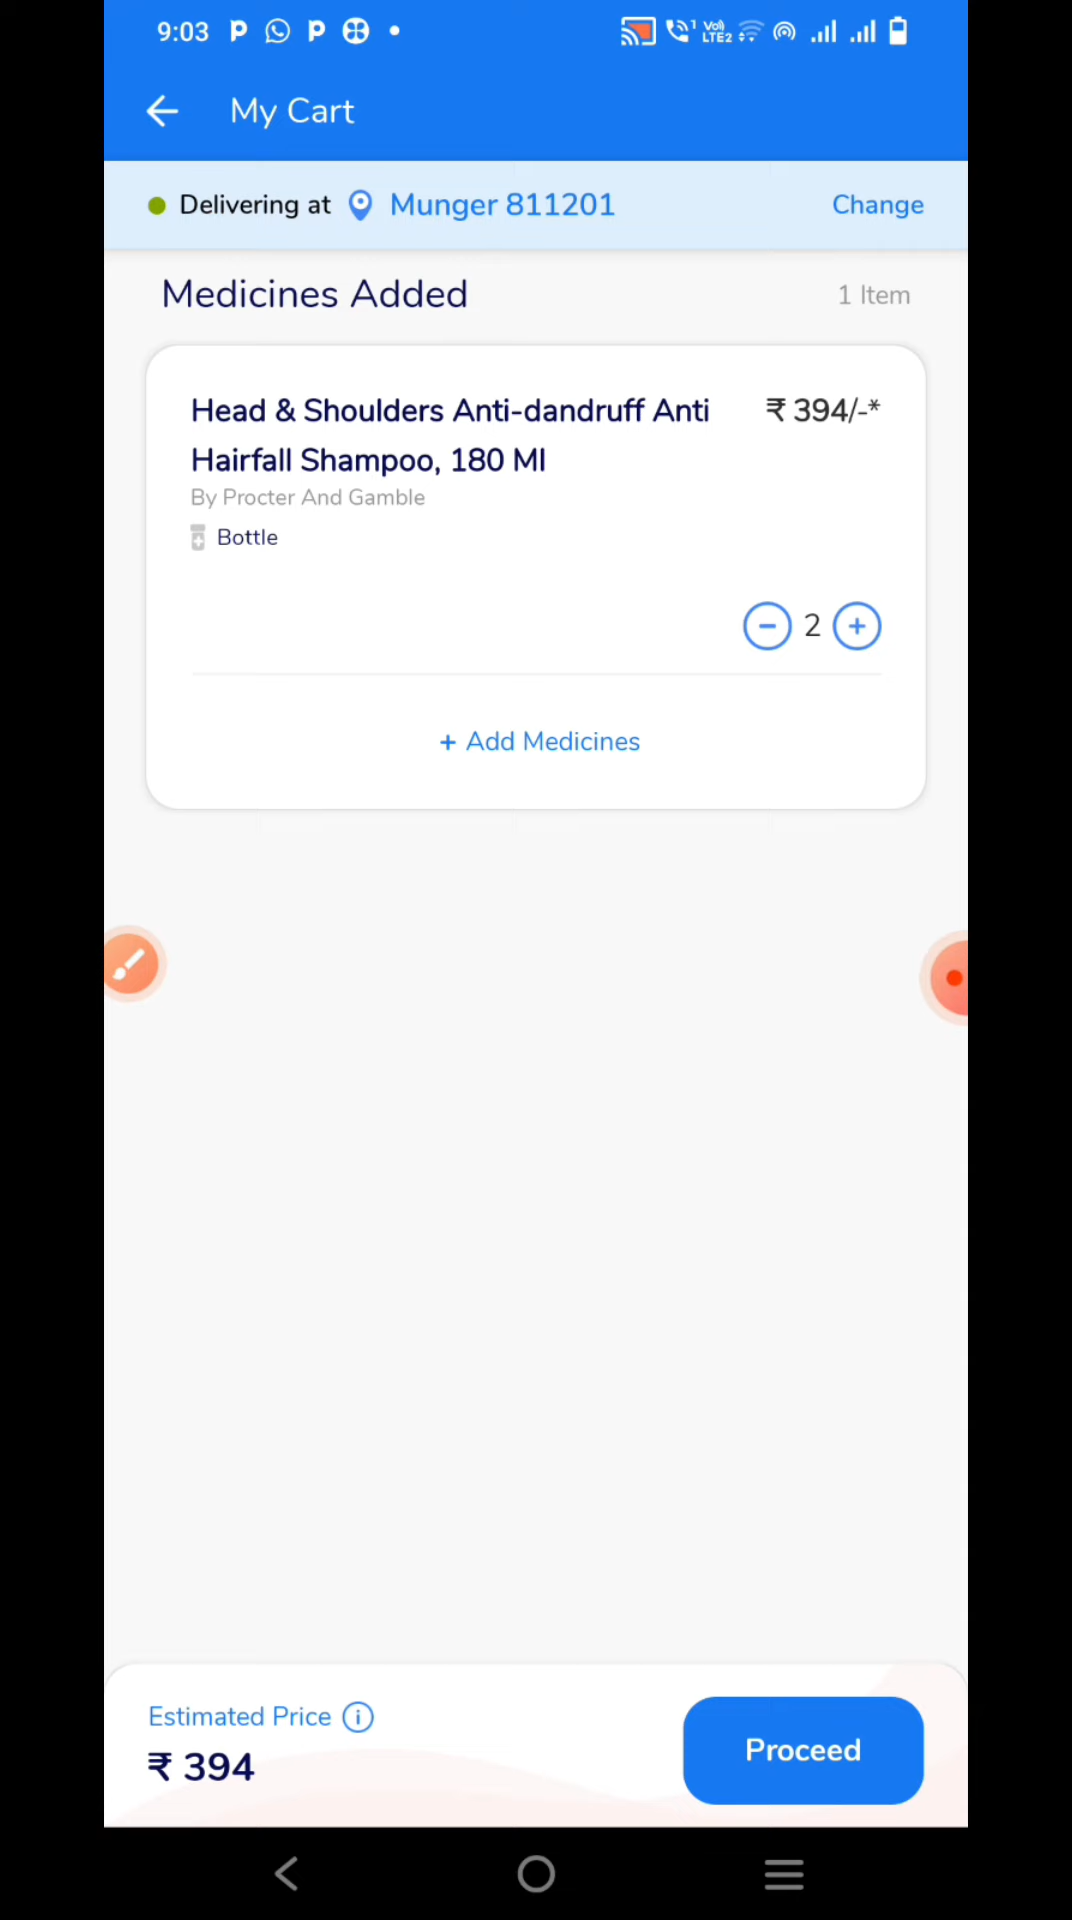 9:03
My Cart
Delivering at Munger 811201 Change
Medicines Added 1 Item
Head & Shoulders Anti-dandruff Anti ₹ 394/-*
Hairfall Shampoo, 180 Ml
By Procter And Gamble
Bottle
2
+ Add Medicines
Estimated Price
₹ 394
Proceed